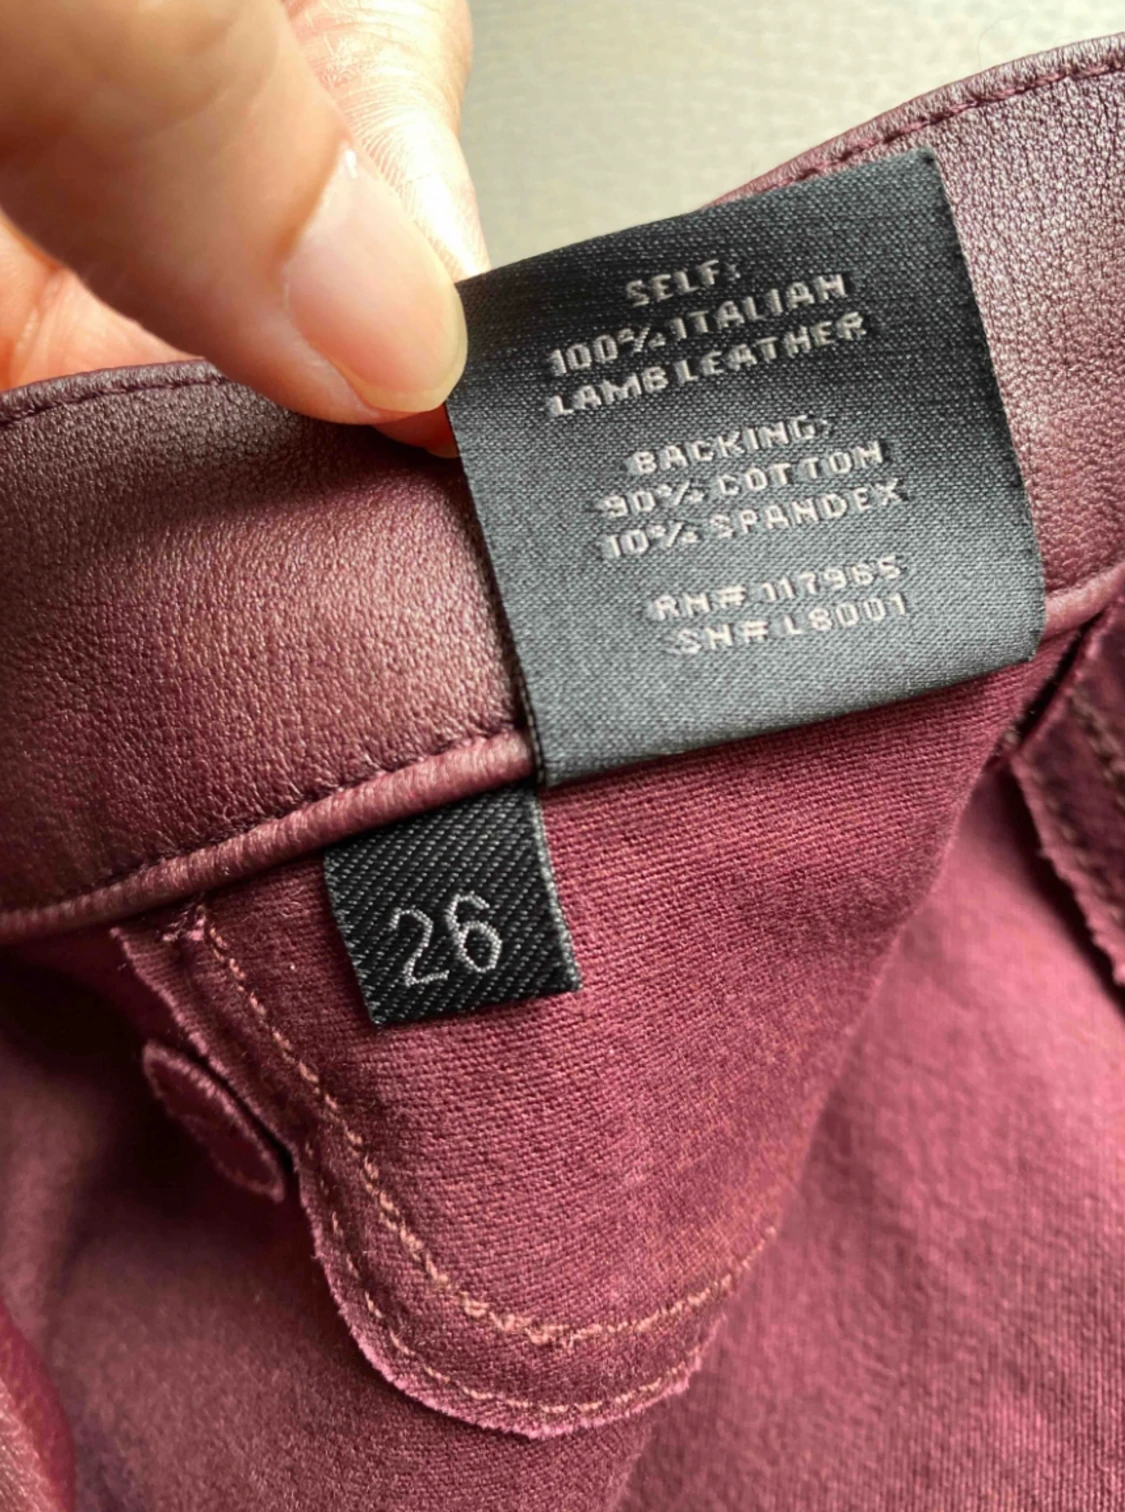 SELF:
100% ITALIAN
LAMB LEATHER
BACKING:
90% COTTON
10% SPANDEX
RN# 117965
SN# L8001
26